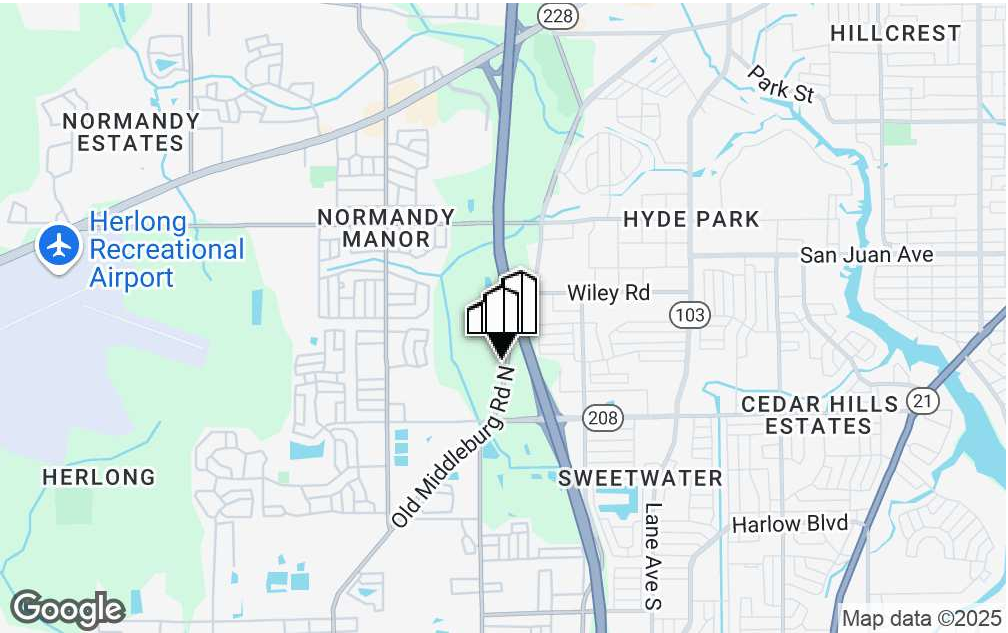 228
HILLCREST
Park St
NORMANDY
ESTATES
NORMANDY
MANOR
HYDE PARK
Herlong
Recreational
Airport
San Juan Ave
Wiley Rd
103
Old Middleburg Rd N
21
CEDAR HILLS
ESTATES
208
HERLONG
SWEETWATER
Lane Ave S
Harlow Blvd
Google
Map data ©2025